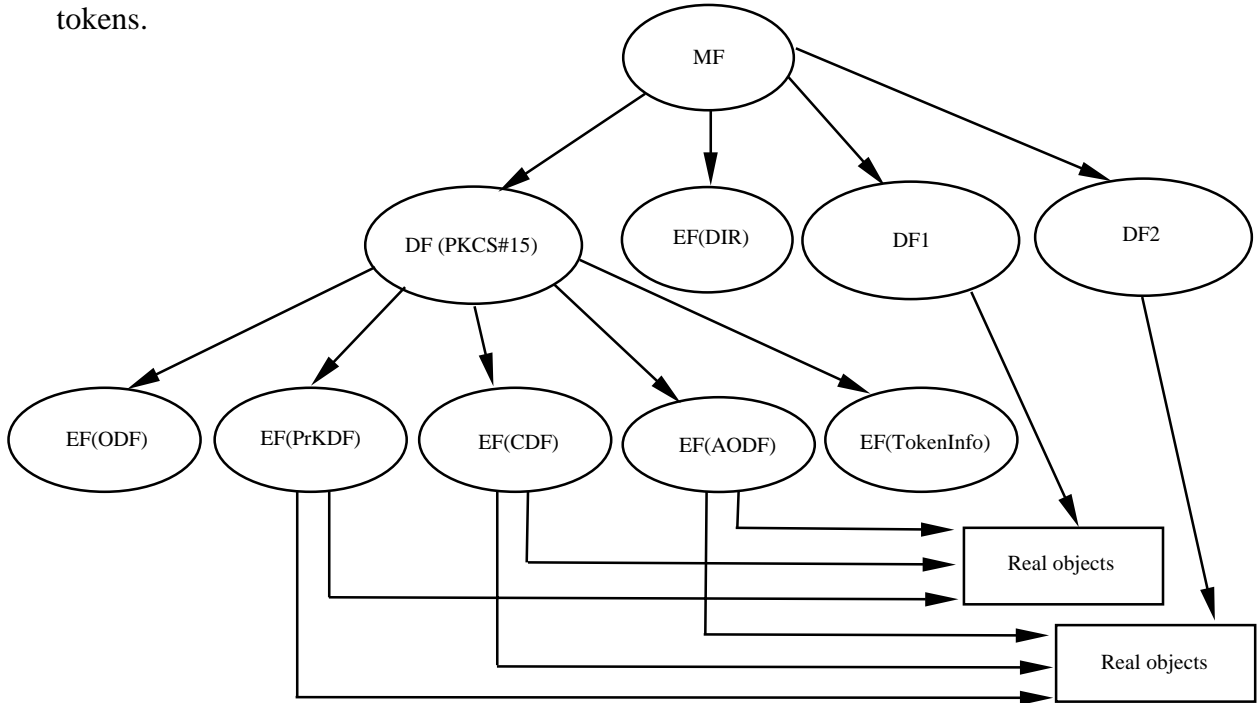 tokens.
MF
DF (PKCS#15)
EF(DIR)
DF1
DF2
EF(ODF)
EF(PrKDF)
EF(CDF)
EF(AODF)
EF(TokenInfo)
Real objects
Real objects